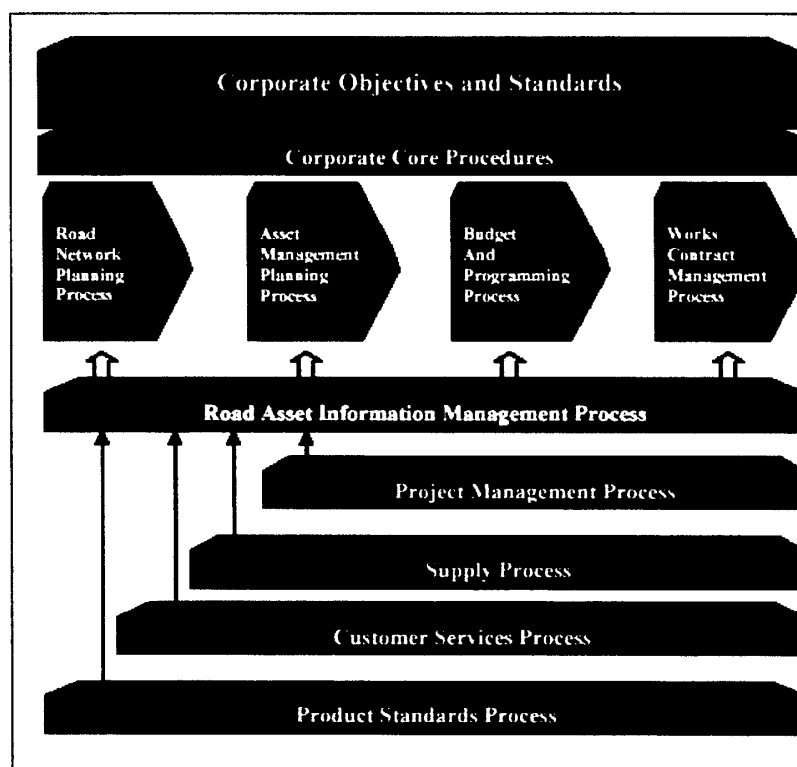 Corporate Objectives and Standards
Corporate Core Procedures
Road
Network
Planning
Process
Asset
Management
Planning
Process
Budget
And
Programming
Process
Works
Contract
Management
Process
Road Asset Information Management Process
Project Management Process
Supply Process
Customer Services Process
Product Standards Process